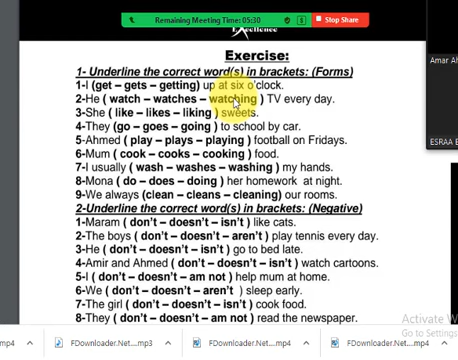 Remaining Meeting Time: 05:30
Stop Share
Excellence
Amar Al
Exercise:
1- Underline the correct word(s) in brackets: (Forms)
1-I (get – gets – getting) up at six o'clock.
2-He ( watch – watches – watching ) TV every day.
3-She ( like – likes – liking ) sweets.
4-They (go – goes – going ) to school by car.
5-Ahmed ( play – plays – playing ) football on Fridays.
ESRAA E
6-Mum ( cook – cooks – cooking ) food.
7-I usually ( wash – washes – washing ) my hands.
8-Mona ( do – does – doing ) her homework at night.
9-We always (clean – cleans – cleaning) our rooms.
2-Underline the correct word(s) in brackets: (Negative)
1-Maram ( don't – doesn't – isn't ) like cats.
2-The boys ( don't – doesn't – aren't ) play tennis every day.
3-He ( don't – doesn't – isn't ) go to bed late.
4-Amir and Ahmed ( don't – doesn't – isn't ) watch cartoons.
5-I ( don't – doesn't – am not ) help mum at home.
6-We ( don't – doesn't – aren't ) sleep early.
7-The girl ( don't – doesn't – isn't ) cook food.
8-They ( don't – doesn't – am not ) read the newspaper.
Activate W
Go to Settings
mp4
FDownloader.Net....mp3
FDownloader.Net....mp4
FDownloader.Net....mp4